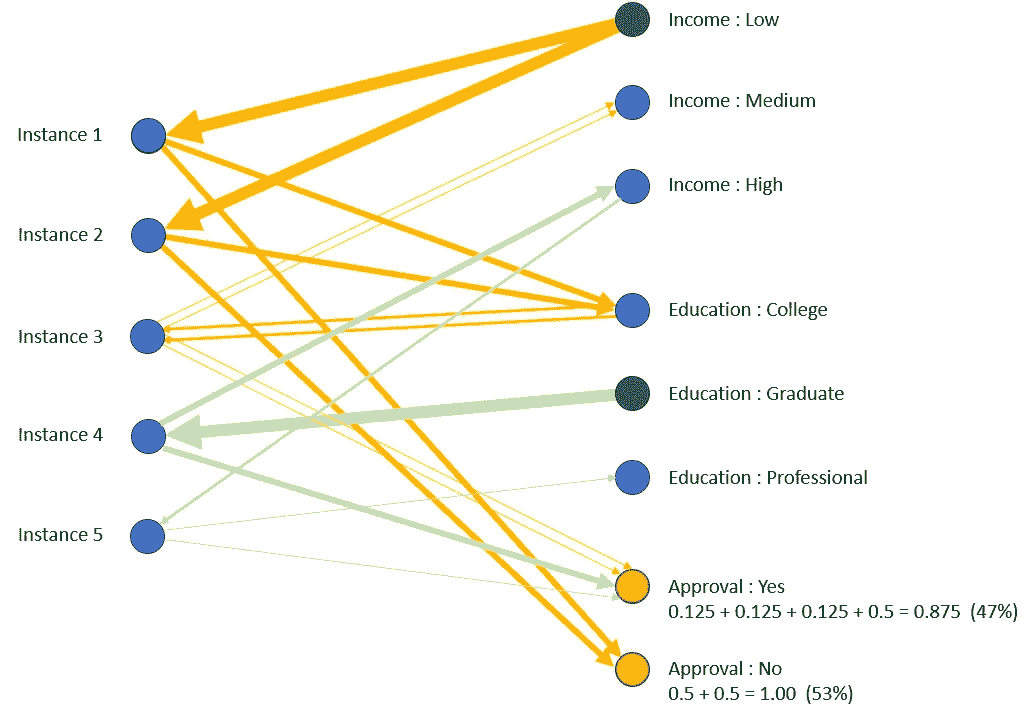 Income : Low
Income : Medium
Instance 1
Income : High
Instance 2
Education : College
Instance 3
Education : Graduate
Instance 4
Education : Professional
Instance 5
Approval : Yes
0.125 + 0.125 + 0.125 + 0.5 = 0.875 (47%)
Approval : No
0.5 + 0.5 = 1.00 (53%)